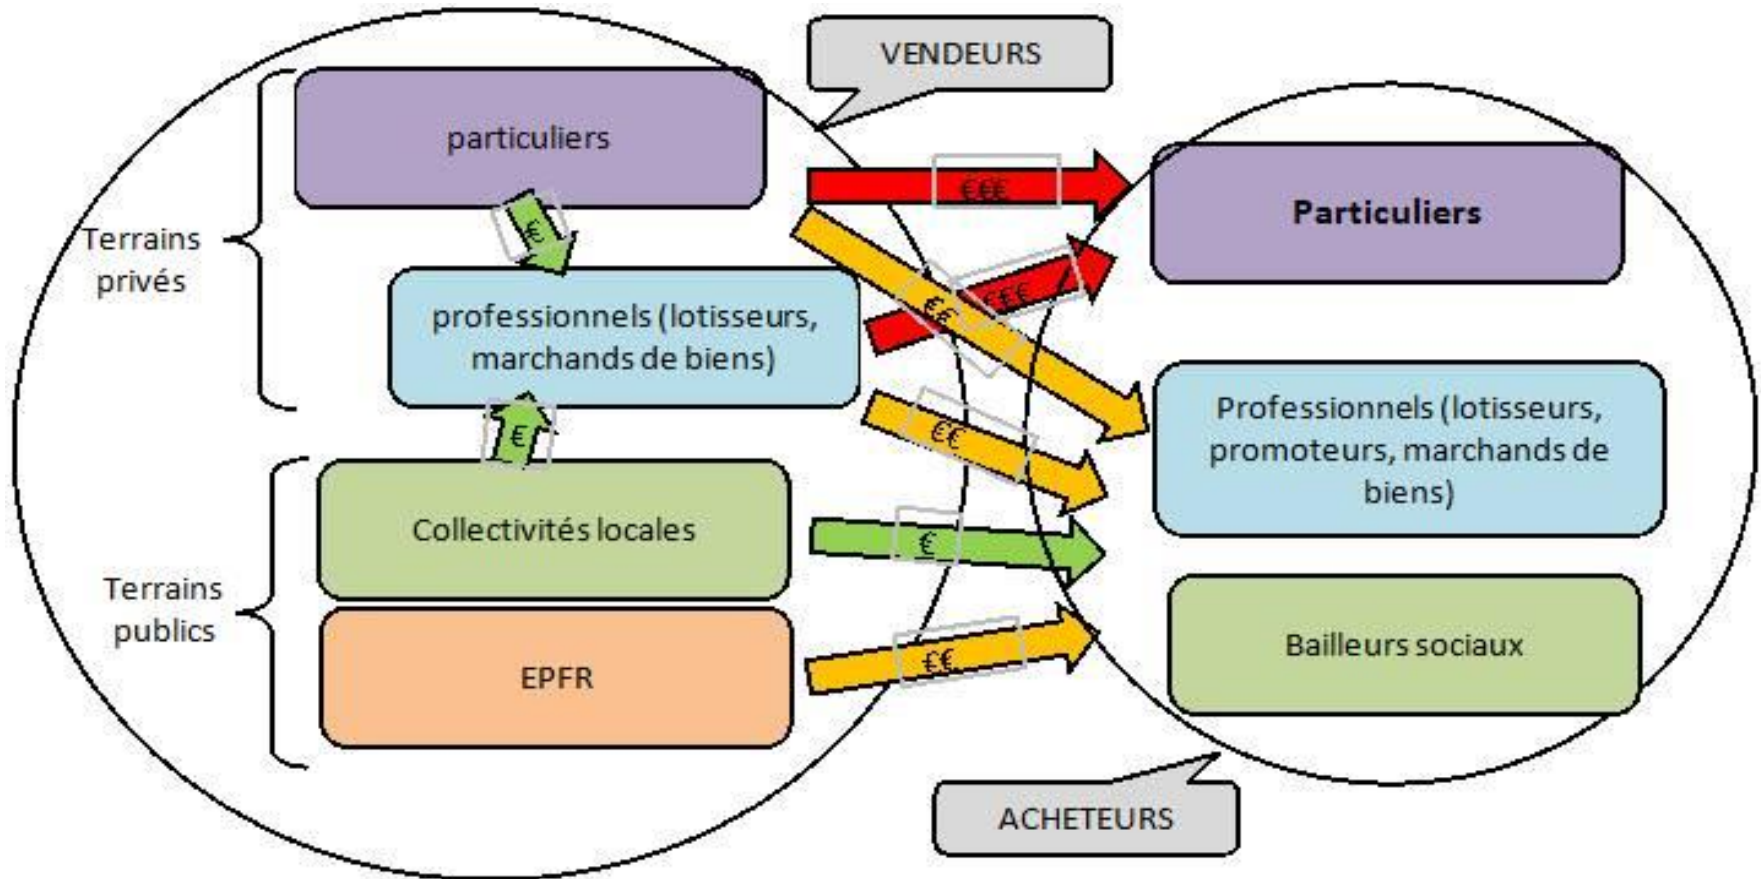 VENDEURS
particuliers
€€€
Particuliers
€
Terrains
privés
professionnels (lotisseurs,
marchands de biens)
€€
€€€
€
€€
Professionnels (lotisseurs,
promoteurs, marchands de
biens)
Collectivités locales
€
Terrains
publics
EPFR
€€
Bailleurs sociaux
ACHETEURS